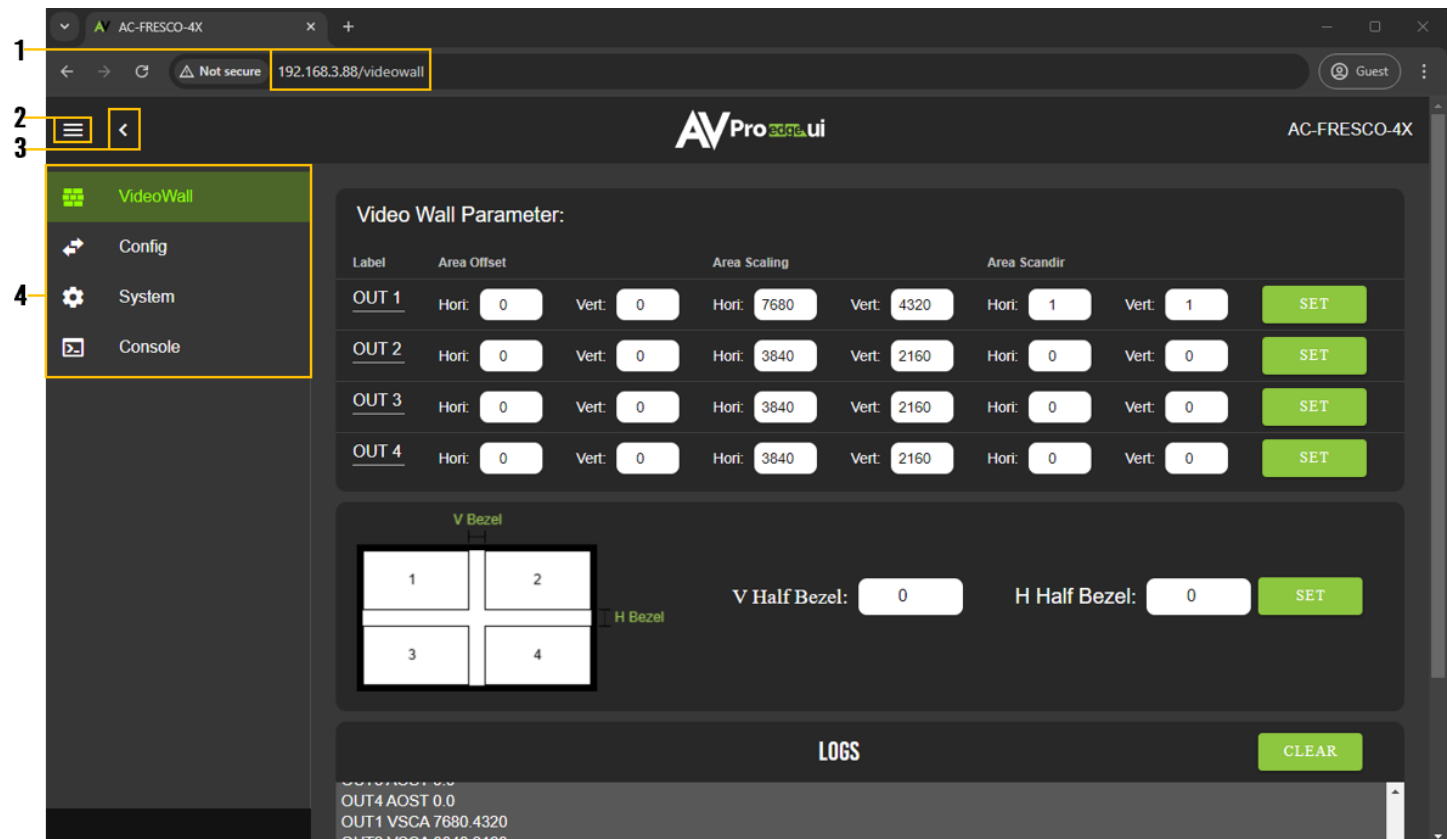 AC-FRESCO-4X
1
Not secure 192.168.3.88/videowall Guest
2
3
AV Pro edge.ui AC-FRESCO-4X
VideoWall
Config
4 System
Console
Video Wall Parameter:
Label Area Offset Area Scaling Area Scandir
OUT 1 Hori: 0 Vert: 0 Hori: 7680 Vert: 4320 Hori: 1 Vert: 1 SET
OUT 2 Hori: 0 Vert: 0 Hori: 3840 Vert: 2160 Hori: 0 Vert: 0 SET
OUT 3 Hori: 0 Vert: 0 Hori: 3840 Vert: 2160 Hori: 0 Vert: 0 SET
OUT 4 Hori: 0 Vert: 0 Hori: 3840 Vert: 2160 Hori: 0 Vert: 0 SET
V Bezel
1 2
H Bezel
3 4
V Half Bezel: 0 H Half Bezel: 0 SET
LOGS CLEAR
OUT4 AOST 0.0
OUT1 VSCA 7680.4320